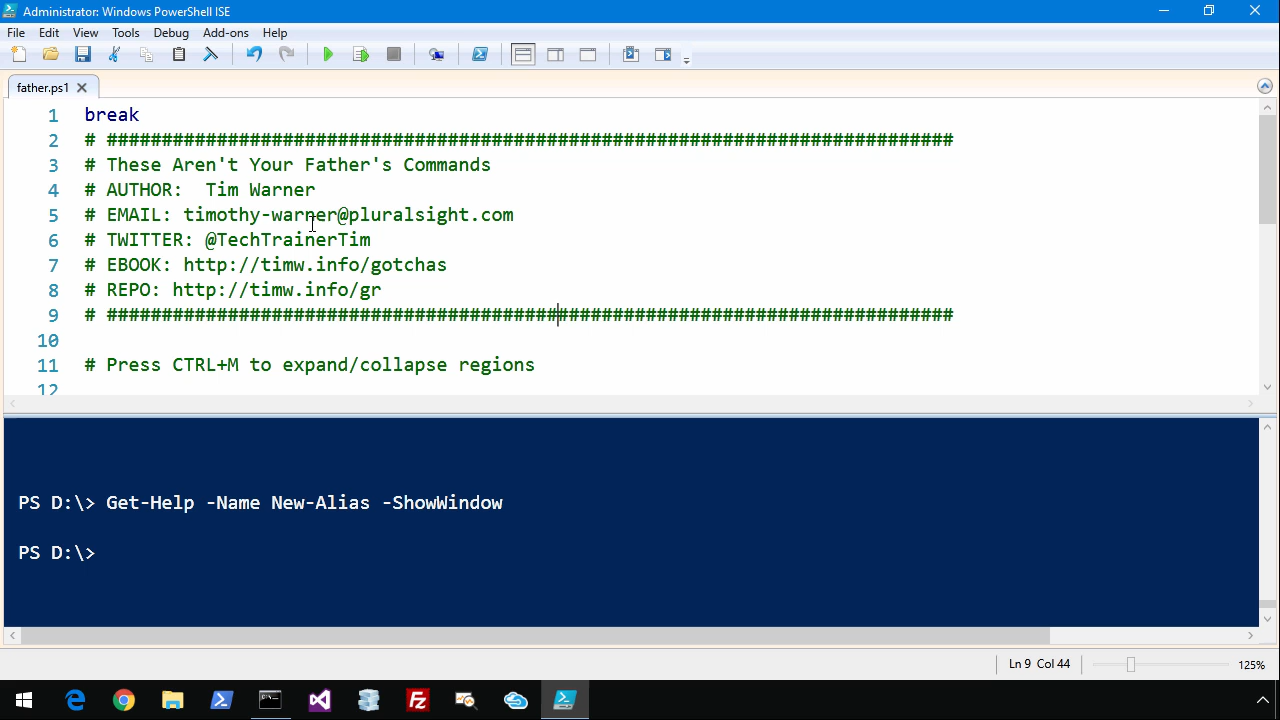 Administrator: Windows PowerShell ISE
File Edit View Tools Debug Add-ons Help
father.ps1
1 break
2 # #############################################################################
3 # These Aren't Your Father's Commands
4 # AUTHOR:  Tim Warner
5 # EMAIL: timothy-warner@pluralsight.com
6 # TWITTER: @TechTrainerTim
7 # EBOOK: http://timw.info/gotchas
8 # REPO: http://timw.info/gr
9 # #############################################################################
10
11 # Press CTRL+M to expand/collapse regions
12
PS D:\> Get-Help -Name New-Alias -ShowWindow
PS D:\>
Ln 9 Col 44 125%